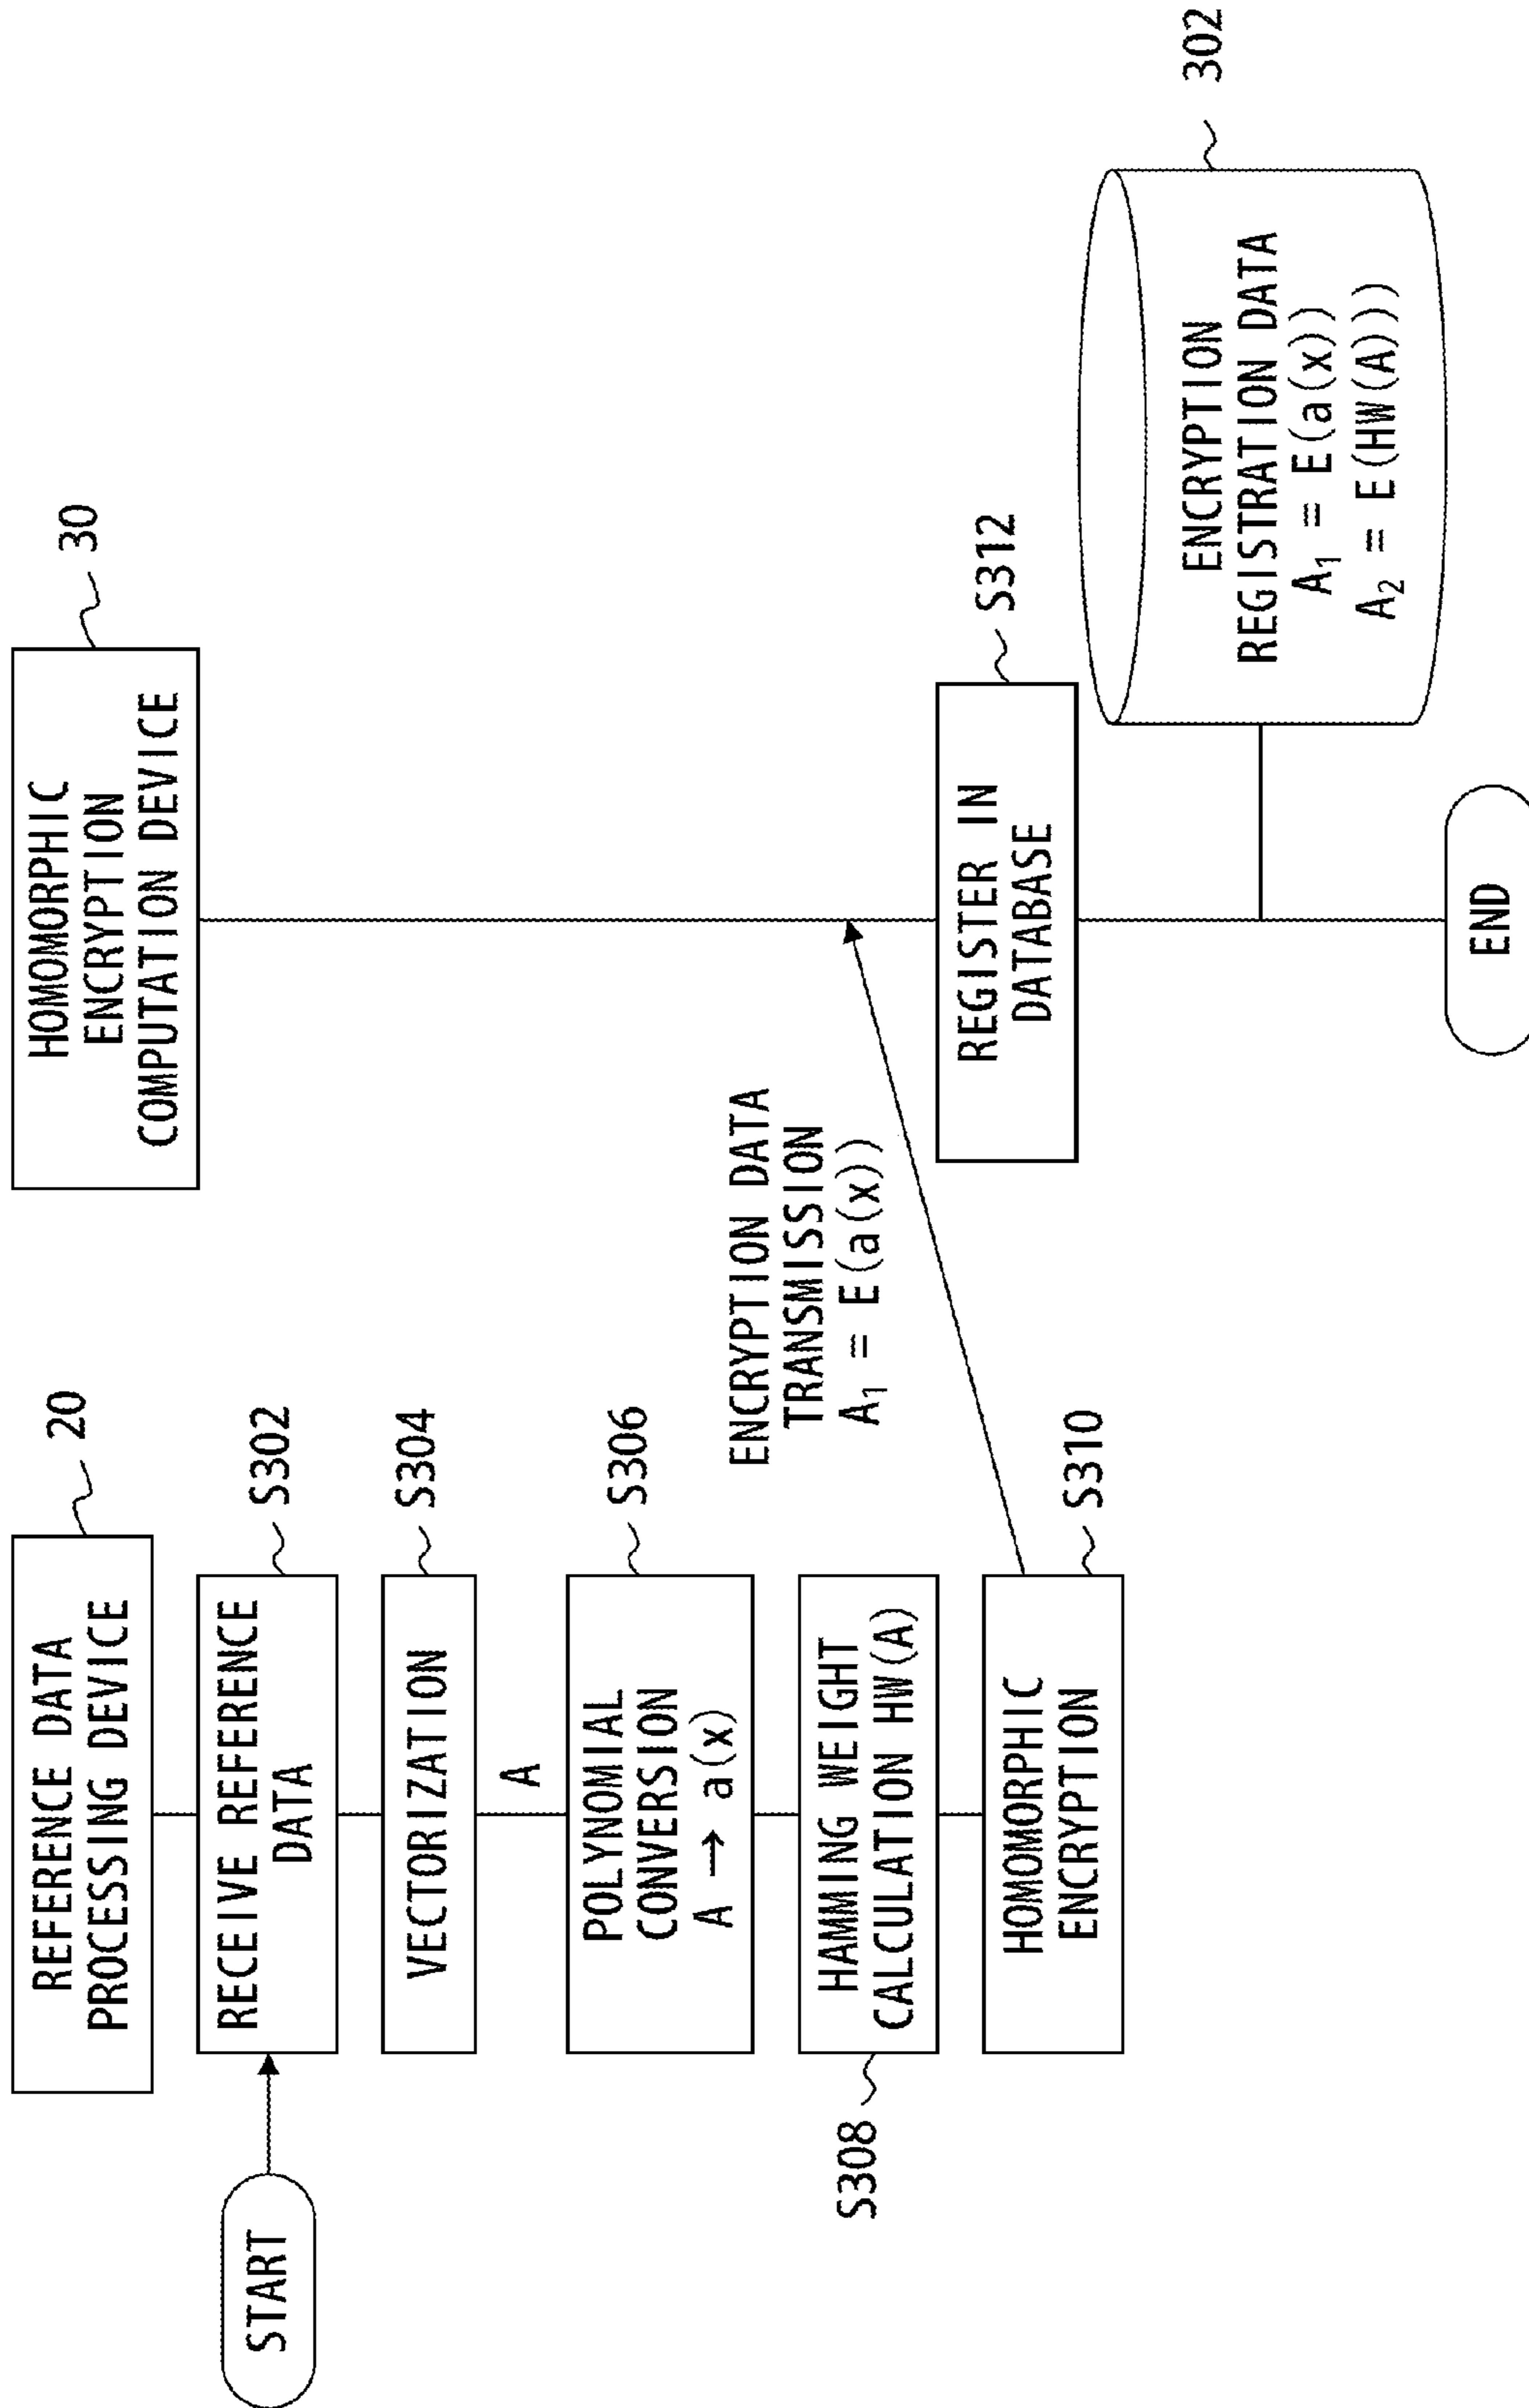 REFERENCE DATA
PROCESSING DEVICE
20
HOMOMORPHIC
ENCRYPTION
COMPUTATION DEVICE
30
START
RECEIVE REFERENCE
DATA
S302
VECTORIZATION
S304
A
POLYNOMIAL
CONVERSION
A → a(x)
S306
S308
HAMMING WEIGHT
CALCULATION HW(A)
HOMOMORPHIC
ENCRYPTION
S310
ENCRYPTION DATA
TRANSMISSION
A₁ = E(a(x))
REGISTER IN
DATABASE
S312
ENCRYPTION
REGISTRATION DATA
A₁ = E(a(x))
A₂ = E(HW(A)))
302
END